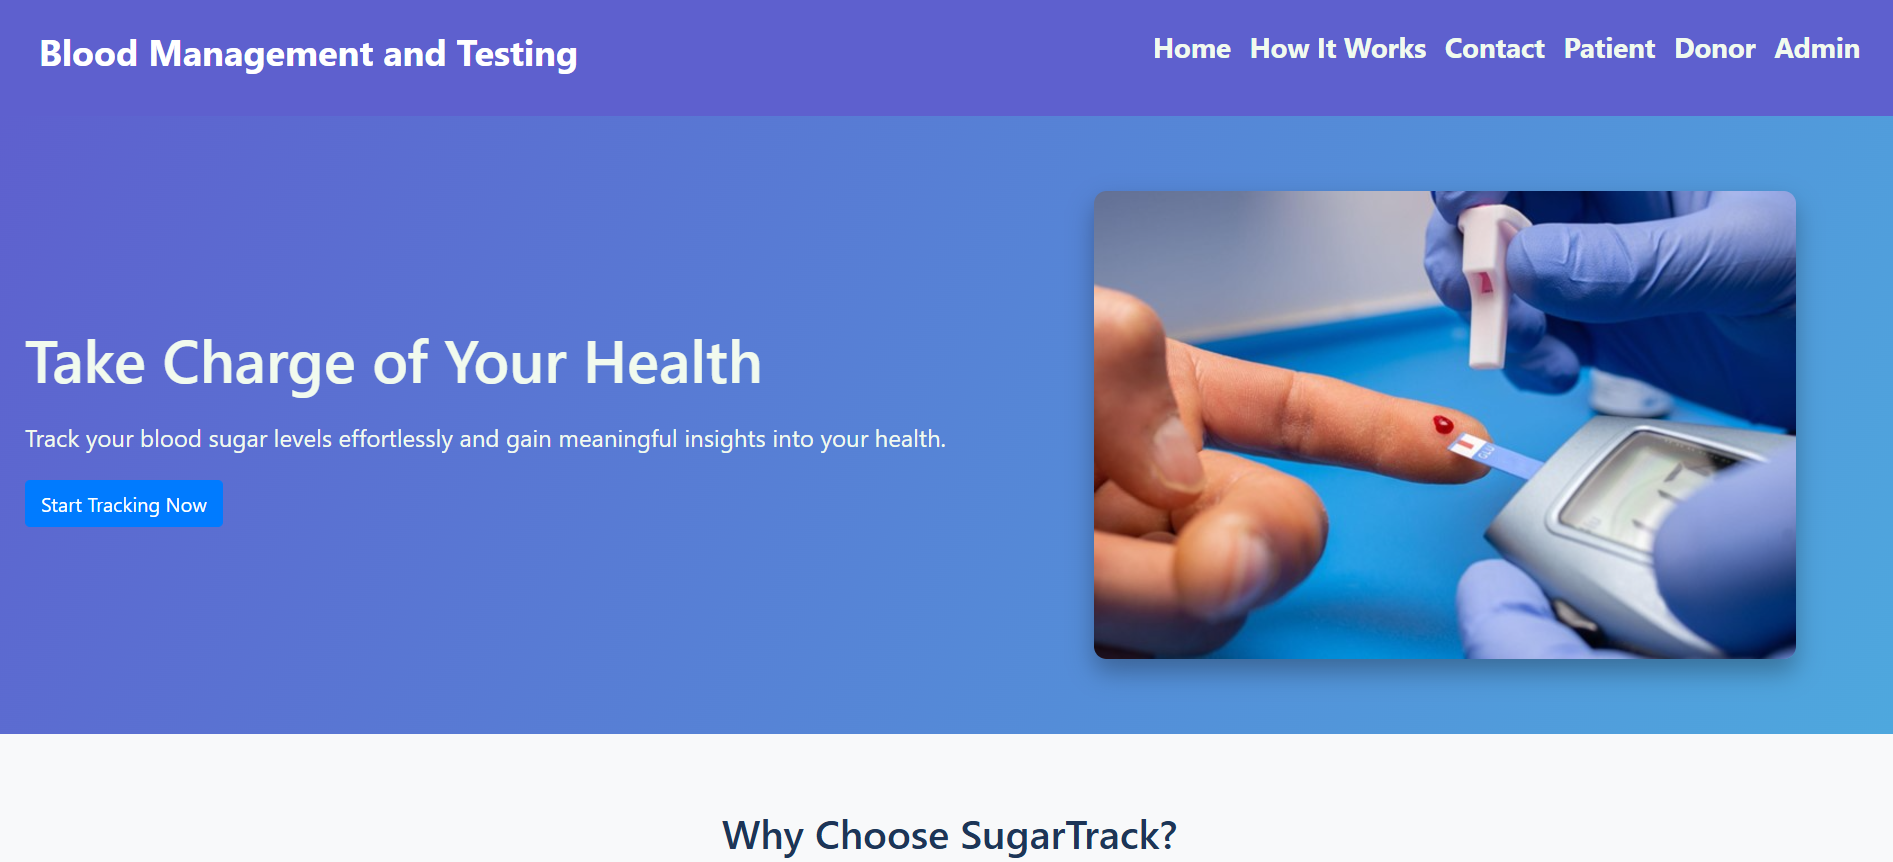 Blood Management and Testing
Home How It Works Contact Patient Donor Admin
Take Charge of Your Health
Track your blood sugar levels effortlessly and gain meaningful insights into your health.
Start Tracking Now
GLU
Why Choose SugarTrack?